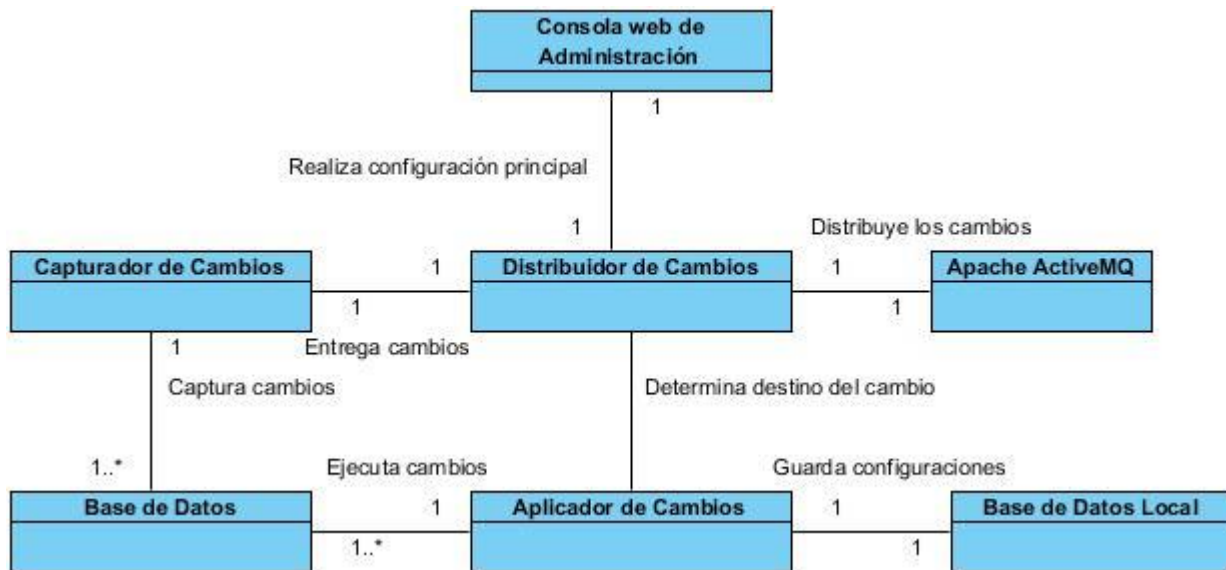 Consola web de
Administración
1
Realiza configuración principal
1
Distribuye los cambios
Capturador de Cambios
1
Distribuidor de Cambios
1
Apache ActiveMQ
1
1
1
Entrega cambios
Captura cambios
Determina destino del cambio
1..*
Ejecuta cambios
Guarda configuraciones
Base de Datos
1
Aplicador de Cambios
1
Base de Datos Local
1..*
1